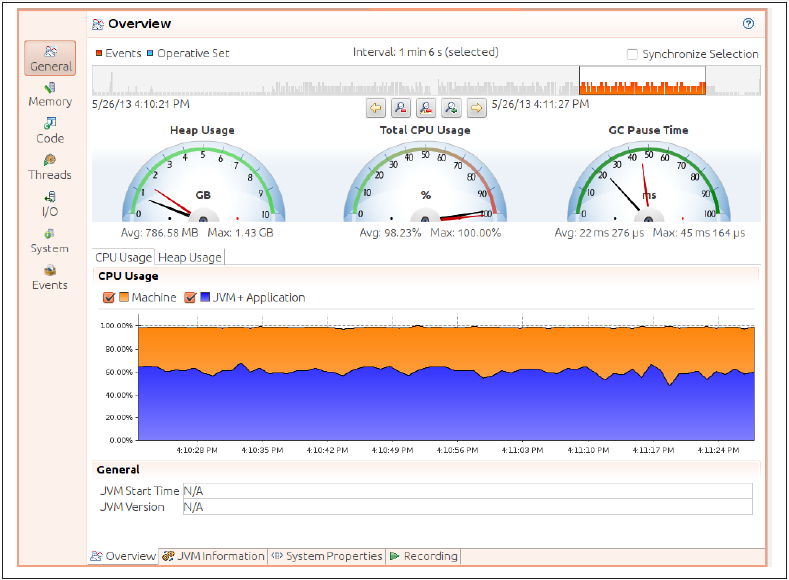 Overview
Events Operative Set Interval: 1 min 6 s (selected) Synchronize Selection
5/26/13 4:10:21 PM 5/26/13 4:11:27 PM
General
Memory
Code
Threads
I/O
System
Events
Heap Usage Total CPU Usage GC Pause Time
0 1 2 3 4 5 6 7 8 9 10
GB
0 10 20 30 40 50 60 70 80 90 100
%
0 10 20 30 40 50 60 70 80 90 100
ms
Avg: 786.58 MB Max: 1.43 GB Avg: 98.23% Max: 100.00% Avg: 22 ms 276 µs Max: 45 ms 164 µs
CPU Usage Heap Usage
CPU Usage
Machine JVM + Application
100.00%
80.00%
60.00%
40.00%
20.00%
0.00%
4:10:28 PM 4:10:35 PM 4:10:42 PM 4:10:49 PM 4:10:56 PM 4:11:03 PM 4:11:10 PM 4:11:17 PM 4:11:24 PM
General
JVM Start Time N/A
JVM Version N/A
Overview JVM Information System Properties Recording